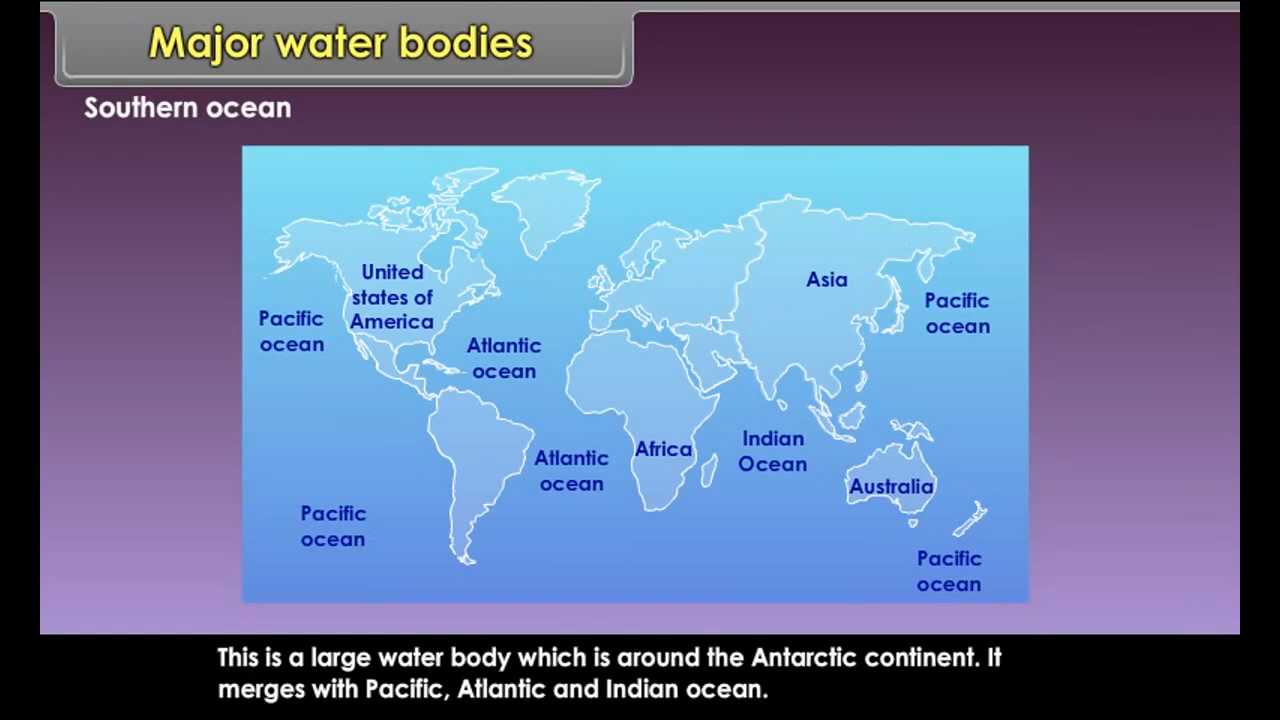 Major water bodies
Southern ocean
United
states of
America
Asia
Pacific
ocean
Pacific
ocean
Atlantic
ocean
Indian
Ocean
Africa
Atlantic
ocean
Australia
Pacific
ocean
Pacific
ocean
This is a large water body which is around the Antarctic continent. It
merges with Pacific, Atlantic and Indian ocean.